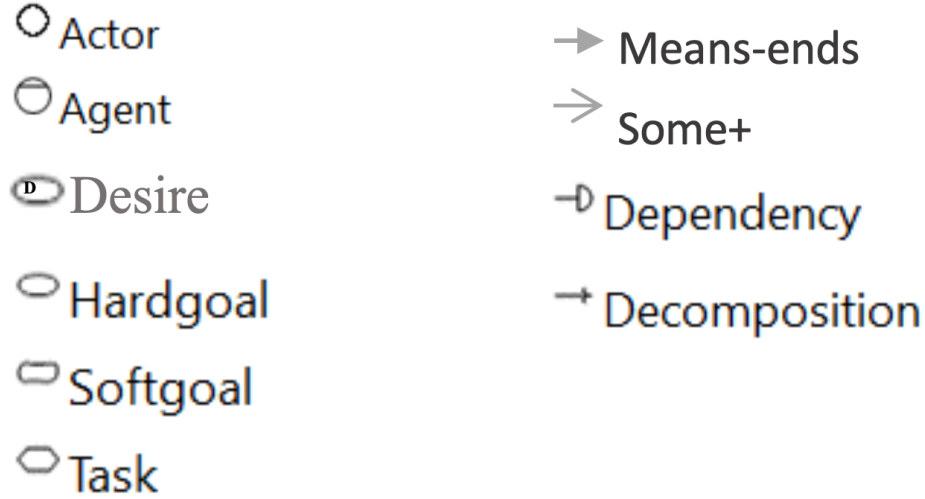 Actor
Agent
D Desire
Hardgoal
Softgoal
Task
Means-ends
Some+
Dependency
Decomposition